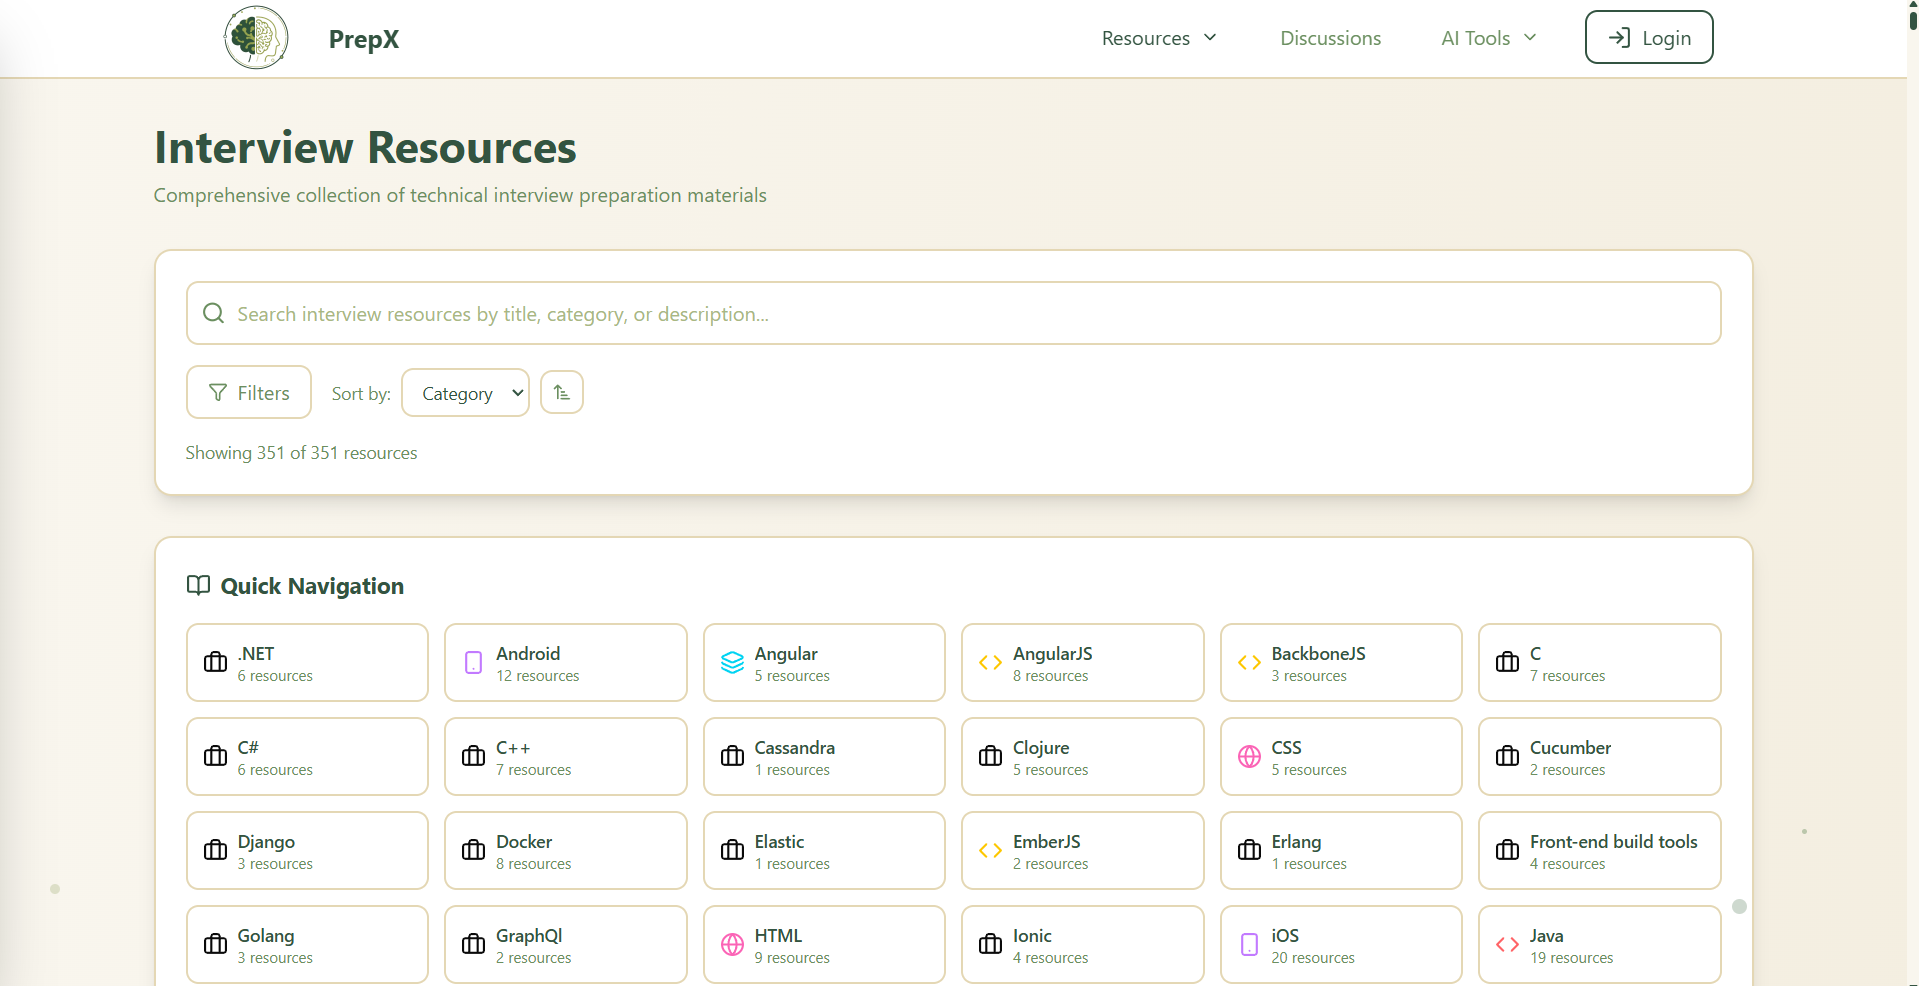 PrepX
Resources
Discussions
AI Tools
Login
Interview Resources
Comprehensive collection of technical interview preparation materials
Search interview resources by title, category, or description...
Filters
Sort by:
Category
Showing 351 of 351 resources
Quick Navigation
.NET
6 resources
Android
12 resources
Angular
5 resources
AngularJS
8 resources
BackboneJS
3 resources
C
7 resources
C#
6 resources
C++
7 resources
Cassandra
1 resources
Clojure
5 resources
CSS
5 resources
Cucumber
2 resources
Django
3 resources
Docker
8 resources
Elastic
1 resources
EmberJS
2 resources
Erlang
1 resources
Front-end build tools
4 resources
Golang
3 resources
GraphQl
2 resources
HTML
9 resources
Ionic
4 resources
iOS
20 resources
Java
19 resources